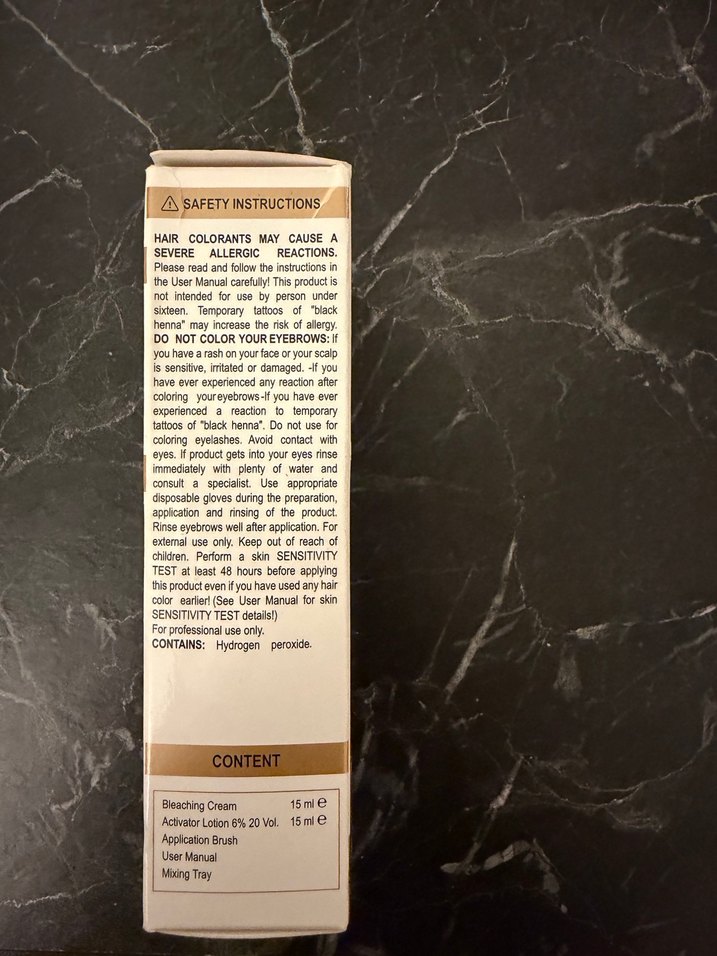 ⚠ SAFETY INSTRUCTIONS
HAIR COLORANTS MAY CAUSE A
SEVERE ALLERGIC REACTIONS.
Please read and follow the instructions in
the User Manual carefully! This product is
not intended for use by person under
sixteen. Temporary tattoos of "black
henna" may increase the risk of allergy.
DO NOT COLOR YOUR EYEBROWS: If
you have a rash on your face or your scalp
is sensitive, irritated or damaged. -If you
have ever experienced any reaction after
coloring your eyebrows -If you have ever
experienced a reaction to temporary
tattoos of "black henna". Do not use for
coloring eyelashes. Avoid contact with
eyes. If product gets into your eyes rinse
immediately with plenty of water and
consult a specialist. Use appropriate
disposable gloves during the preparation,
application and rinsing of the product.
Rinse eyebrows well after application. For
external use only. Keep out of reach of
children. Perform a skin SENSITIVITY
TEST at least 48 hours before applying
this product even if you have used any hair
color earlier! (See User Manual for skin
SENSITIVITY TEST details!)
For professional use only.
CONTAINS: Hydrogen peroxide.
CONTENT
Bleaching Cream 15 ml ℮
Activator Lotion 6% 20 Vol. 15 ml ℮
Application Brush
User Manual
Mixing Tray